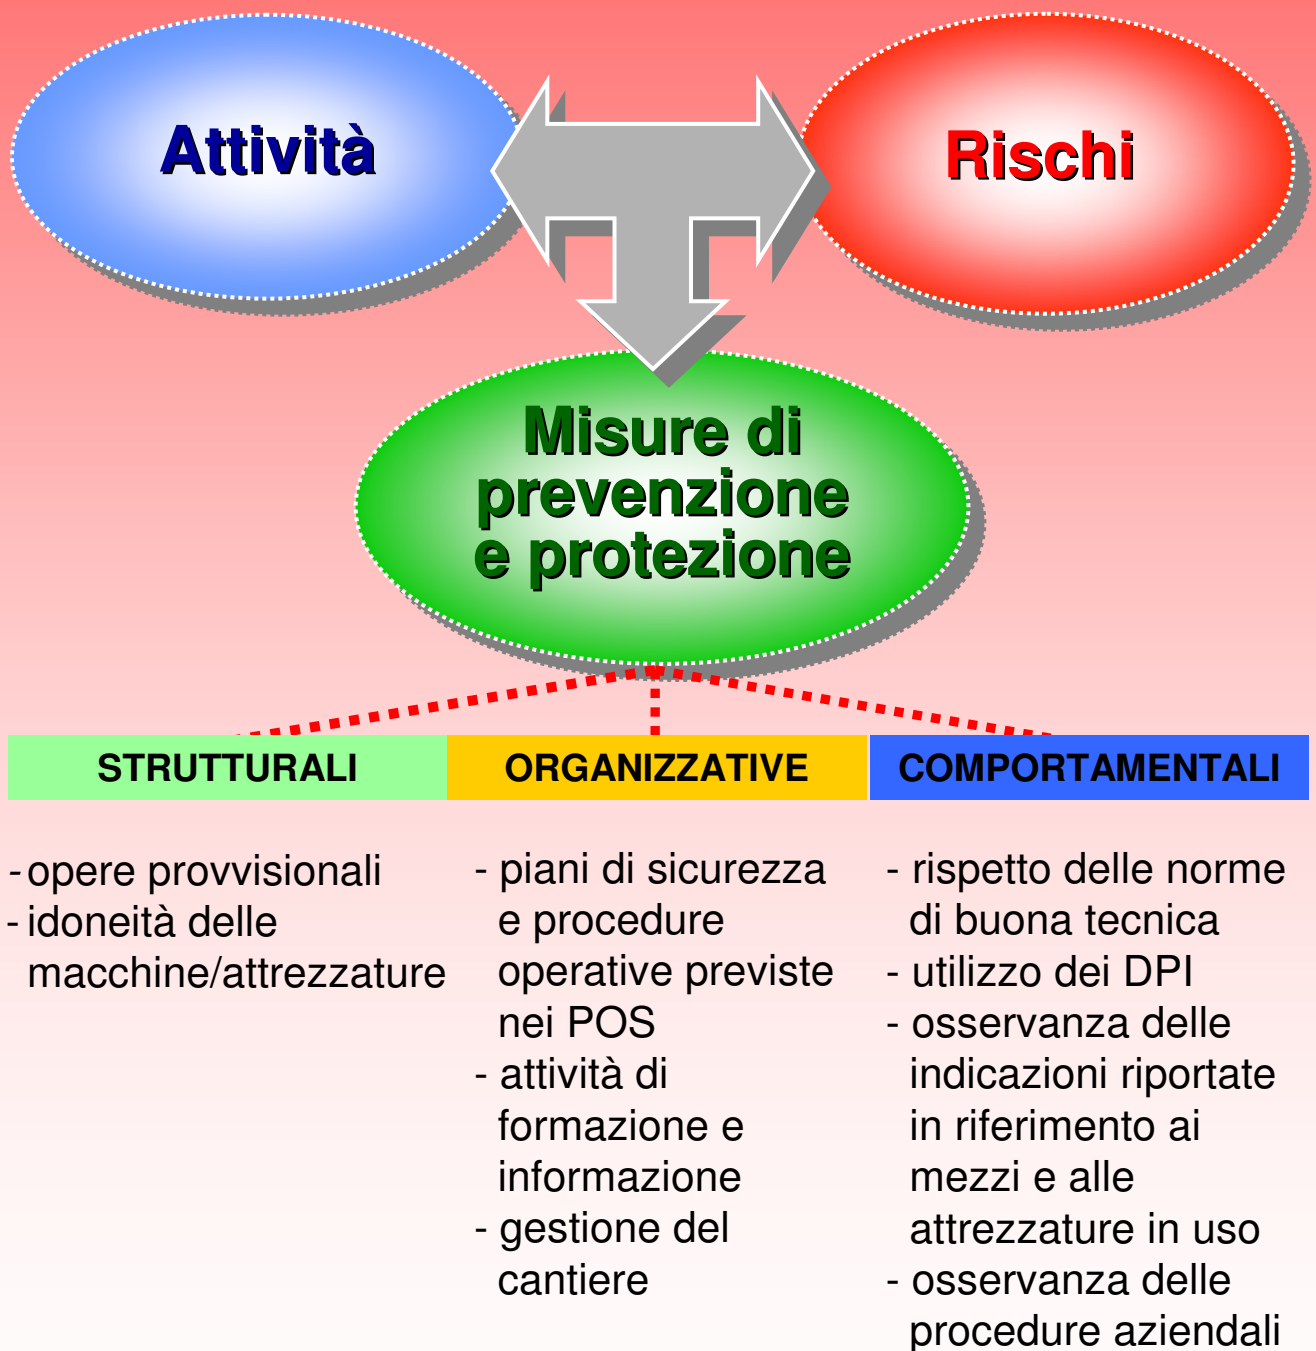 Attività
Rischi
Misure di
prevenzione
e protezione
STRUTTURALI
ORGANIZZATIVE
COMPORTAMENTALI
- opere provvisionali
- idoneità delle
macchine/attrezzature
- piani di sicurezza
e procedure
operative previste
nei POS
- attività di
formazione e
informazione
- gestione del
cantiere
- rispetto delle norme
di buona tecnica
- utilizzo dei DPI
- osservanza delle
indicazioni riportate
in riferimento ai
mezzi e alle
attrezzature in uso
- osservanza delle
procedure aziendali